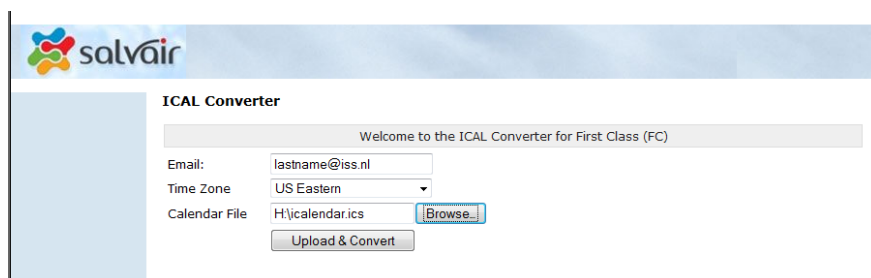 salvair
ICAL Converter
Welcome to the ICAL Converter for First Class (FC)
Email: lastname@iss.nl
Time Zone US Eastern
Calendar File H:\icalendar.ics Browse...
Upload & Convert